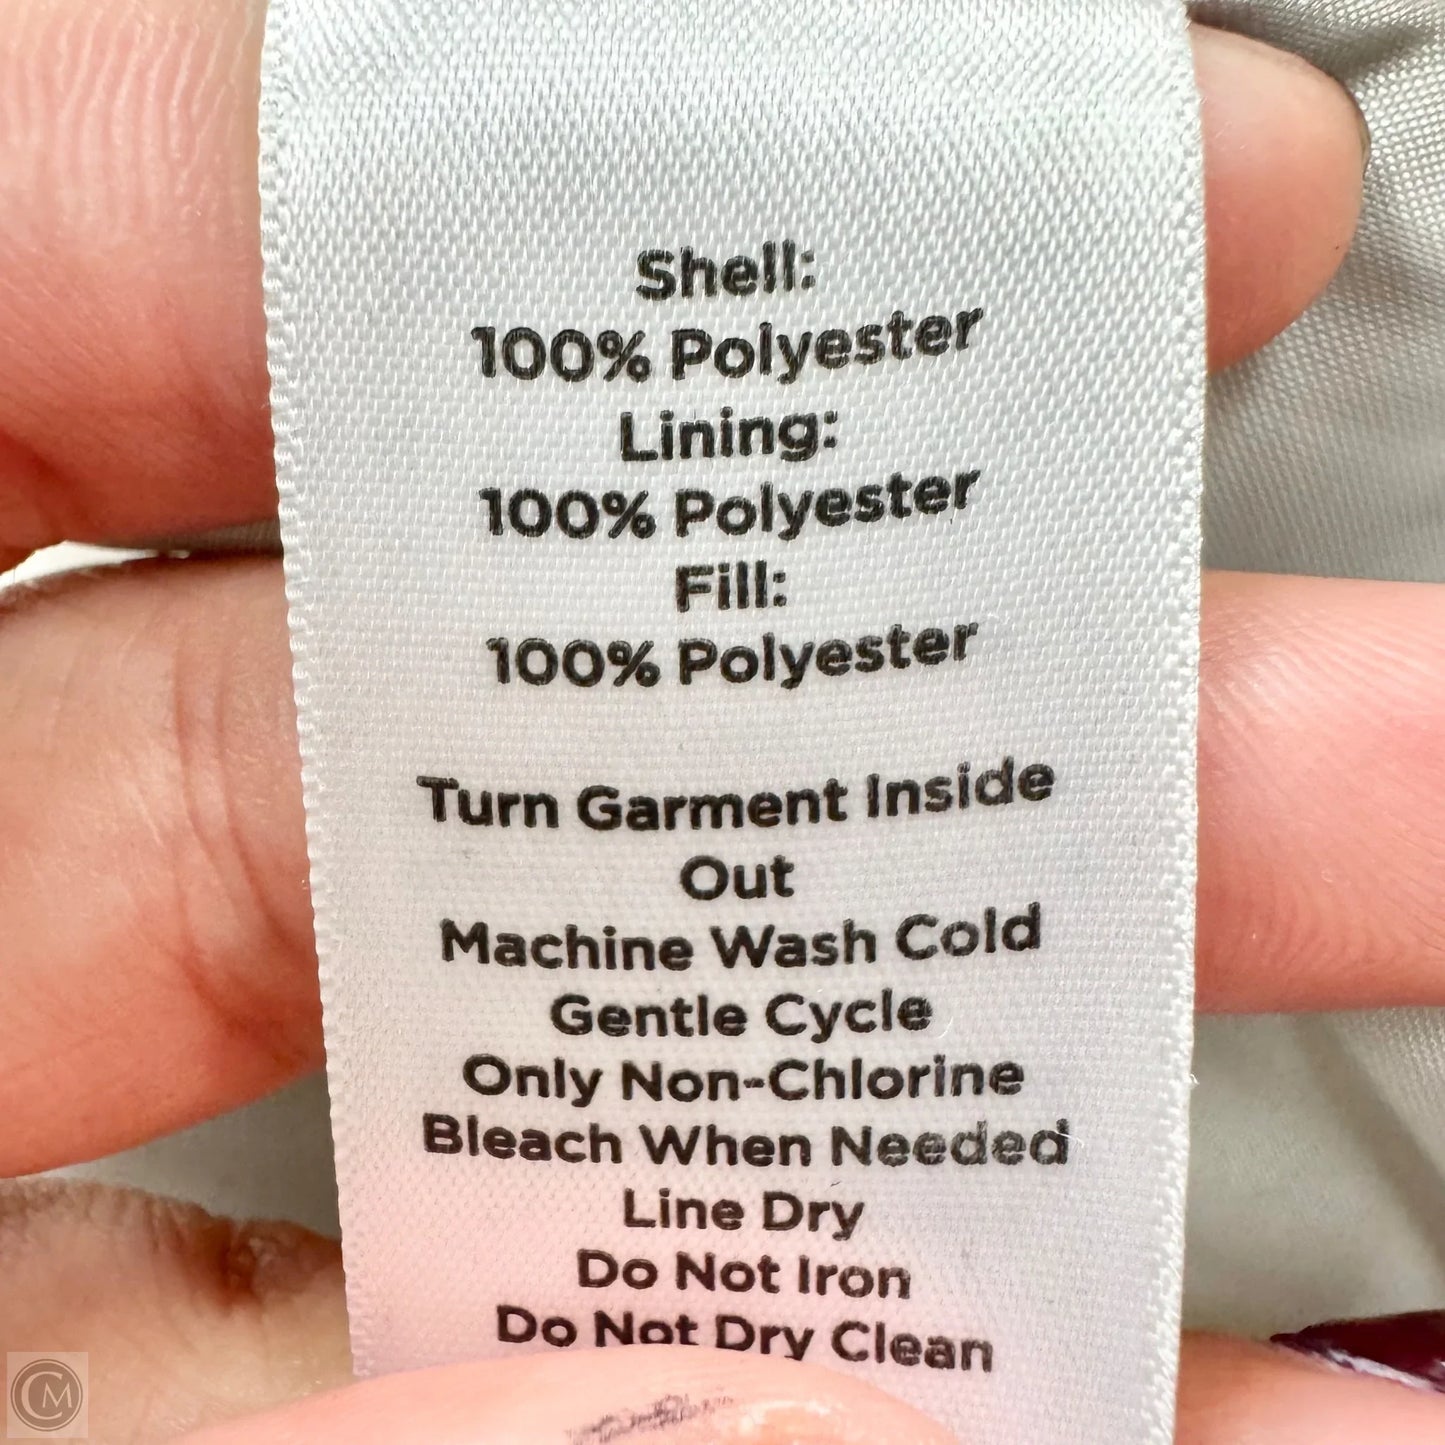 Shell:
100% Polyester
Lining:
100% Polyester
Fill:
100% Polyester
Turn Garment Inside
Out
Machine Wash Cold
Gentle Cycle
Only Non-Chlorine
Bleach When Needed
Line Dry
Do Not Iron
Do Not Dry Clean
CM